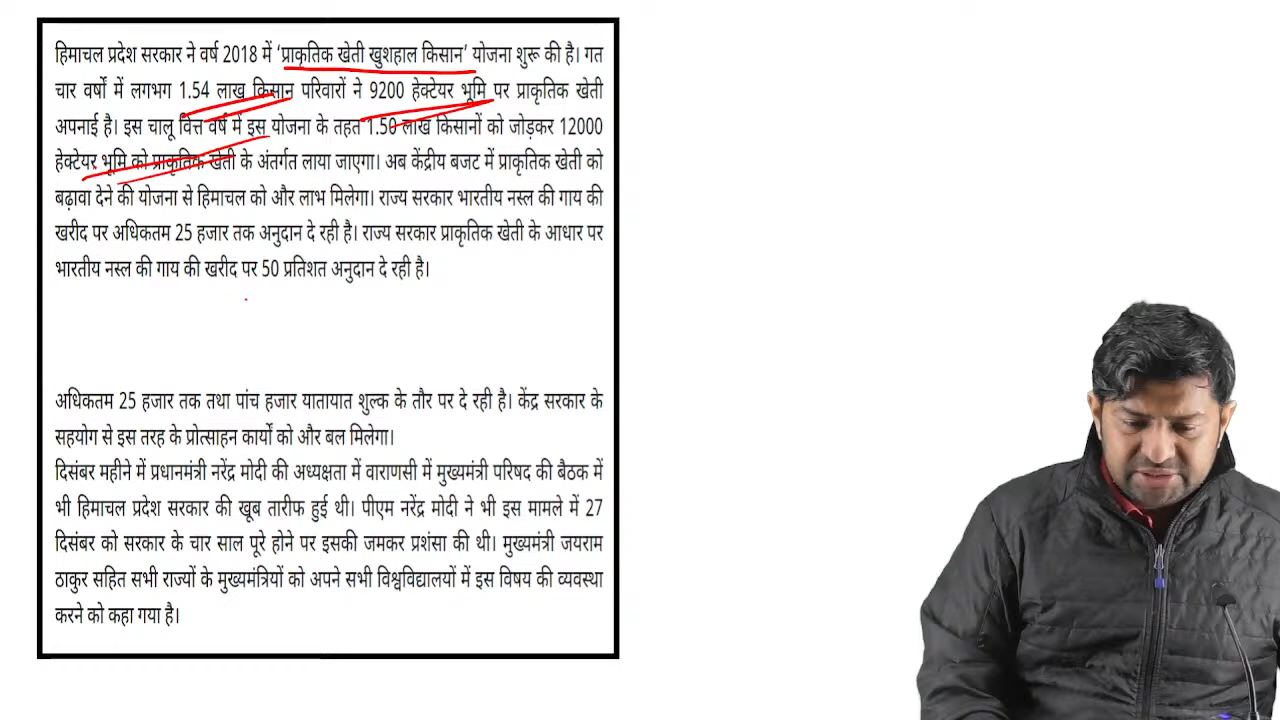 हिमाचल प्रदेश सरकार ने वर्ष 2018 में ‘प्राकृतिक खेती खुशहाल किसान’ योजना शुरू की है। गत
चार वर्षों में लगभग 1.54 लाख किसान परिवारों ने 9200 हेक्टेयर भूमि पर प्राकृतिक खेती
अपनाई है। इस चालू वित्त वर्ष में इस योजना के तहत 1.50 लाख किसानों को जोड़कर 12000
हेक्टेयर भूमि को प्राकृतिक खेती के अंतर्गत लाया जाएगा। अब केंद्रीय बजट में प्राकृतिक खेती को
बढ़ावा देने की योजना से हिमाचल को और लाभ मिलेगा। राज्य सरकार भारतीय नस्ल की गाय की
खरीद पर अधिकतम 25 हजार तक अनुदान दे रही है। राज्य सरकार प्राकृतिक खेती के आधार पर
भारतीय नस्ल की गाय की खरीद पर 50 प्रतिशत अनुदान दे रही है।
अधिकतम 25 हजार तक तथा पांच हजार यातायात शुल्क के तौर पर दे रही है। केंद्र सरकार के
सहयोग से इस तरह के प्रोत्साहन कार्यों को और बल मिलेगा।
दिसंबर महीने में प्रधानमंत्री नरेंद्र मोदी की अध्यक्षता में वाराणसी में मुख्यमंत्री परिषद की बैठक में
भी हिमाचल प्रदेश सरकार की खूब तारीफ हुई थी। पीएम नरेंद्र मोदी ने भी इस मामले में 27
दिसंबर को सरकार के चार साल पूरे होने पर इसकी जमकर प्रशंसा की थी। मुख्यमंत्री जयराम
ठाकुर सहित सभी राज्यों के मुख्यमंत्रियों को अपने सभी विश्वविद्यालयों में इस विषय की व्यवस्था
करने को कहा गया है।